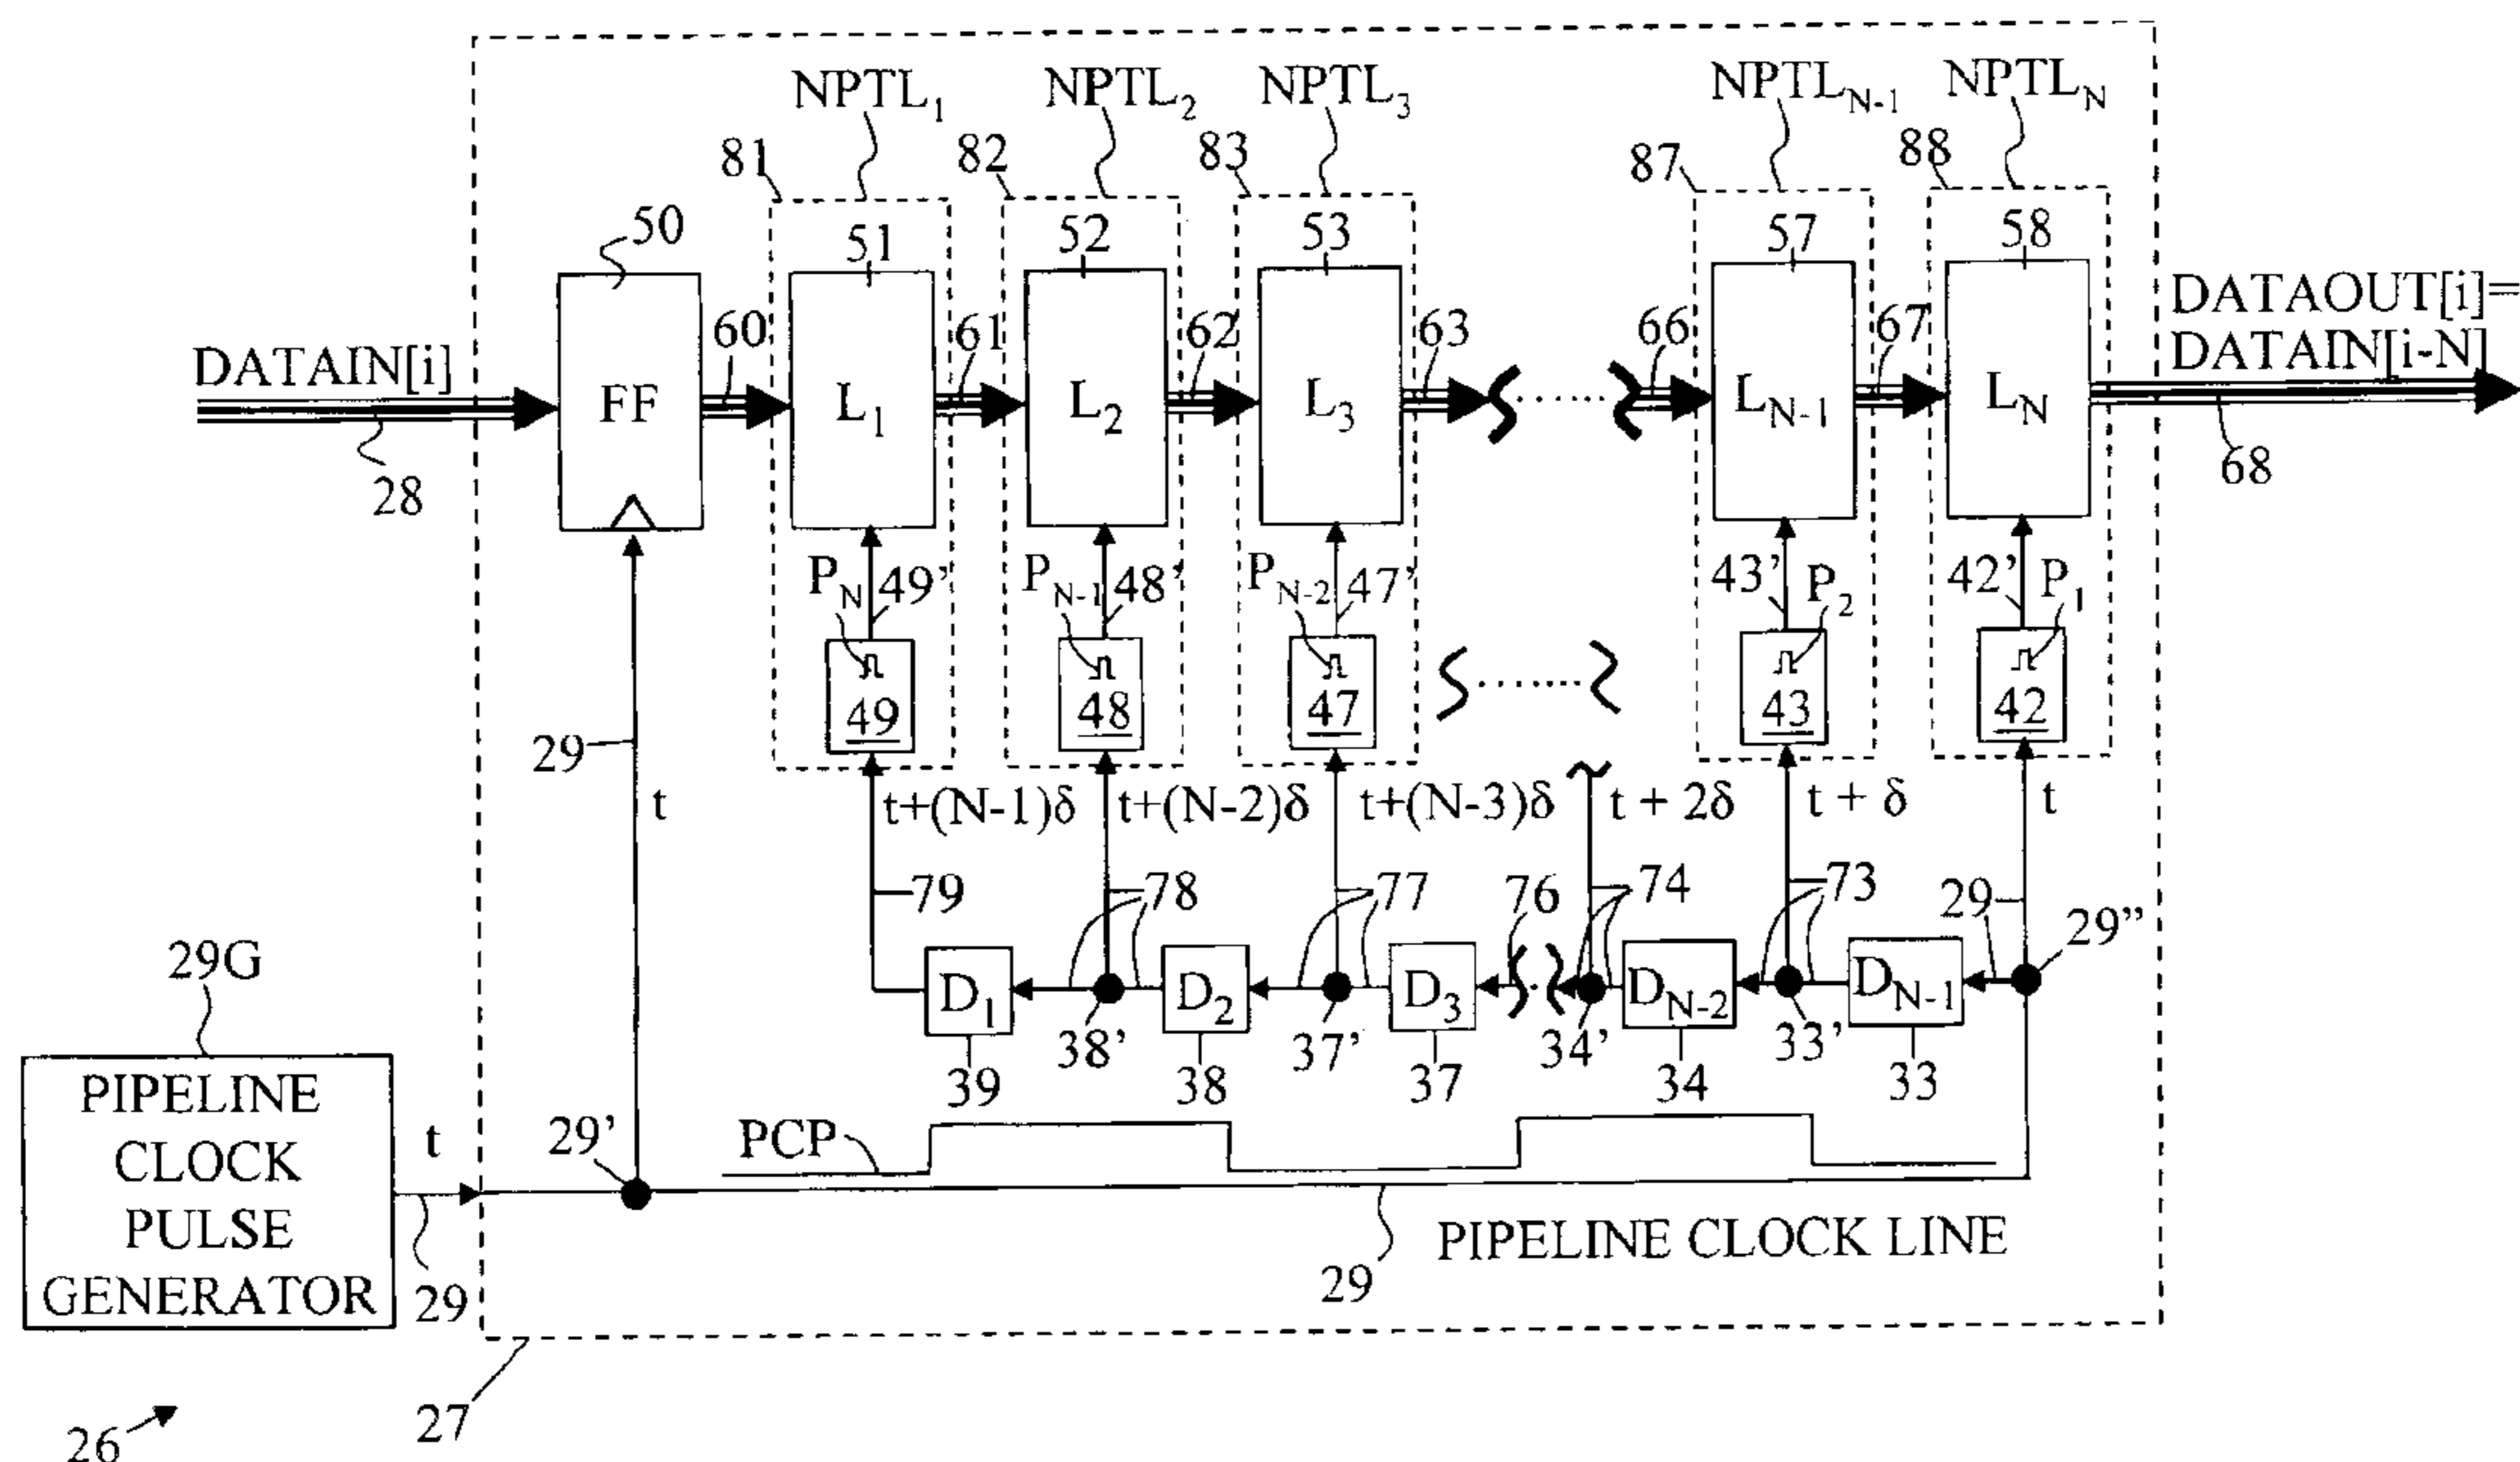 NPTL1 NPTL2 NPTL3 NPTLN-1 NPTLN
81 82 83 87 88
50 51 52 53 57 58
DATAIN[i] 60 61 62 63 66 67 DATAOUT[i]=
DATAIN[i-N]
FF L1 L2 L3 ........ LN-1 LN
28 68
PN 49' PN-1 48' PN-2 47' 43' P2 42' P1
49 48 47 ........ 43 42
29 t t+(N-1)δ t+(N-2)δ t+(N-3)δ t + 2δ t + δ t
79 78 77 76 74 73 29
29"
D1 D2 D3 DN-2 DN-1
38' 37' 34' 33'
39 38 37 34 33
29G
PIPELINE
CLOCK
PULSE
GENERATOR
t
29
29' PCP
29 PIPELINE CLOCK LINE
27
26